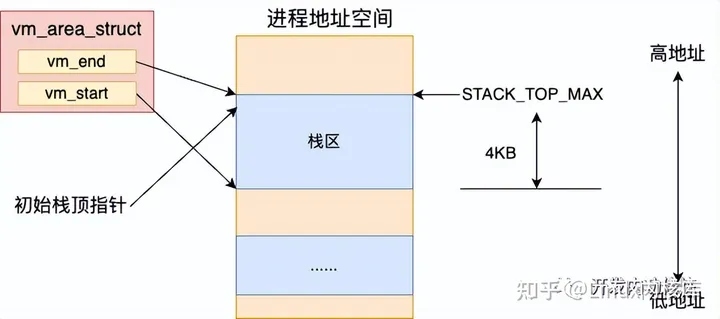 vm_area_struct
vm_end
vm_start
初始栈顶指针
进程地址空间
栈区
......
STACK_TOP_MAX
4KB
高地址
低地址
知乎